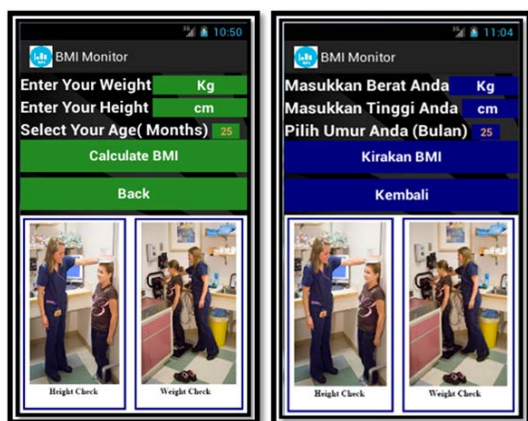 3G 10:50
BMI Monitor
Enter Your Weight Kg
Enter Your Height cm
Select Your Age( Months) 25
Calculate BMI
Back
Height Check Weight Check
3G 11:04
BMI Monitor
Masukkan Berat Anda Kg
Masukkan Tinggi Anda cm
Pilih Umur Anda (Bulan) 25
Kirakan BMI
Kembali
Height Check Weight Check